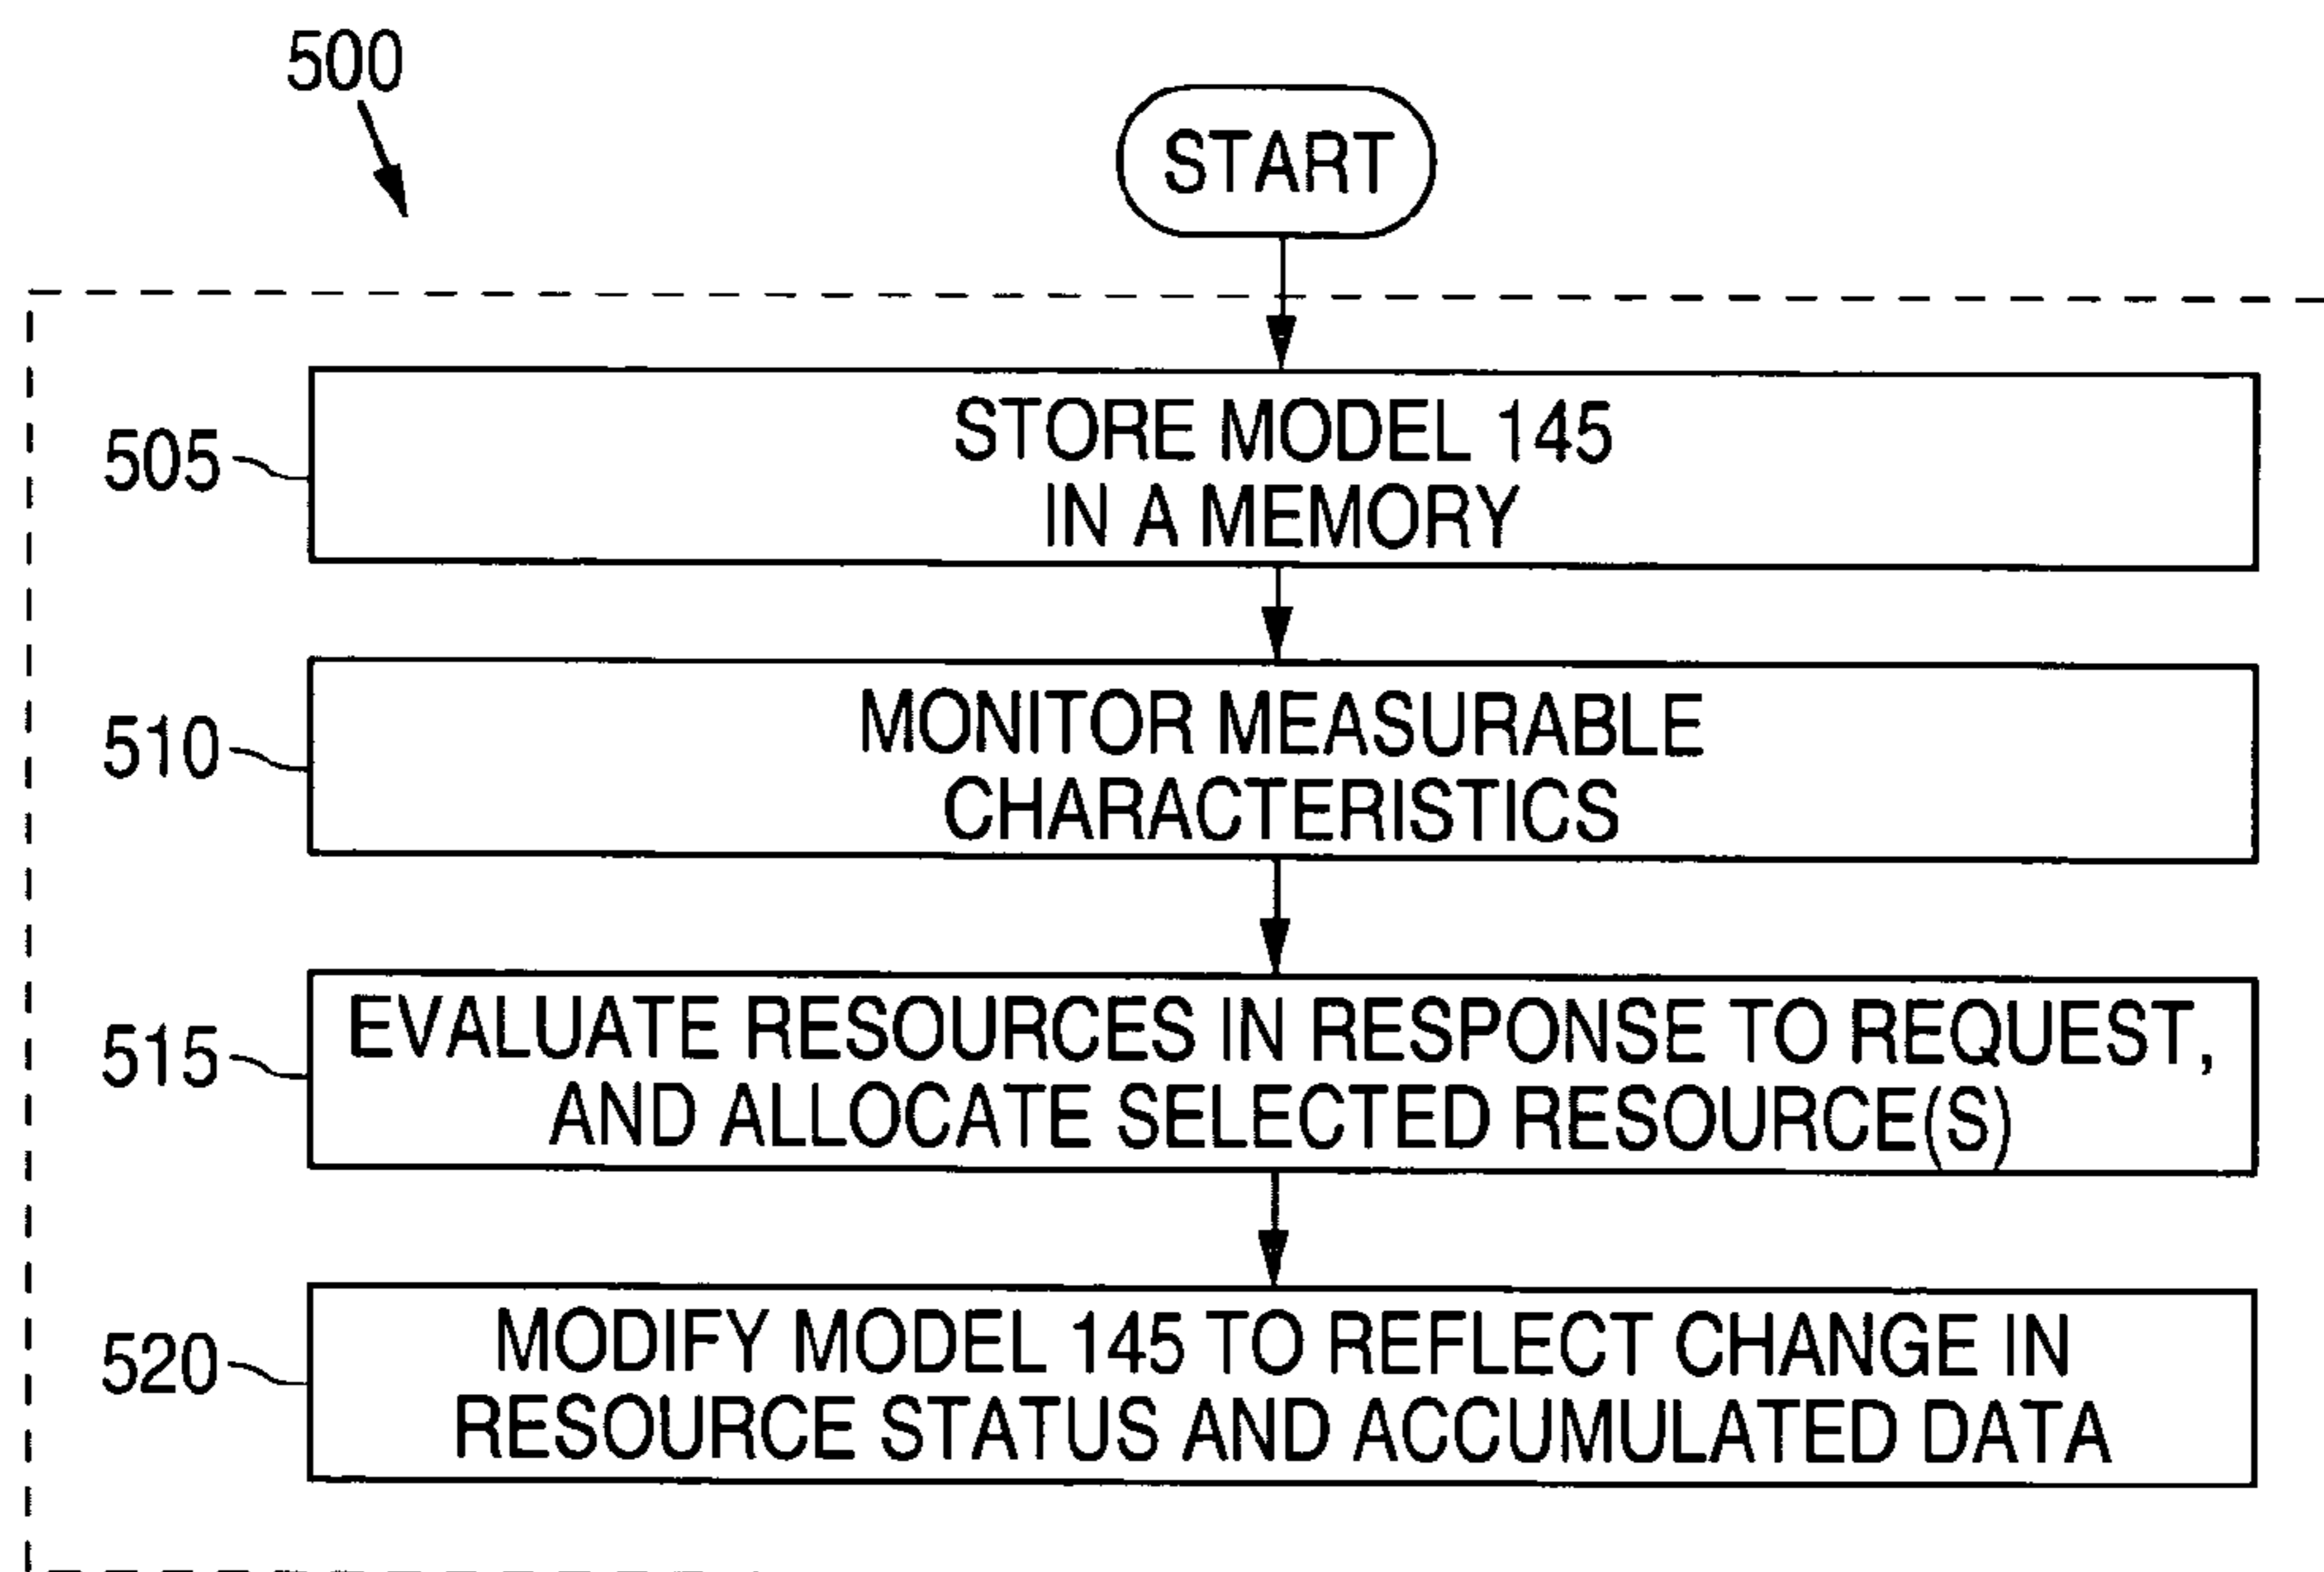 500
START
505
STORE MODEL 145
IN A MEMORY
510
MONITOR MEASURABLE
CHARACTERISTICS
515
EVALUATE RESOURCES IN RESPONSE TO REQUEST,
AND ALLOCATE SELECTED RESOURCE(S)
520
MODIFY MODEL 145 TO REFLECT CHANGE IN
RESOURCE STATUS AND ACCUMULATED DATA